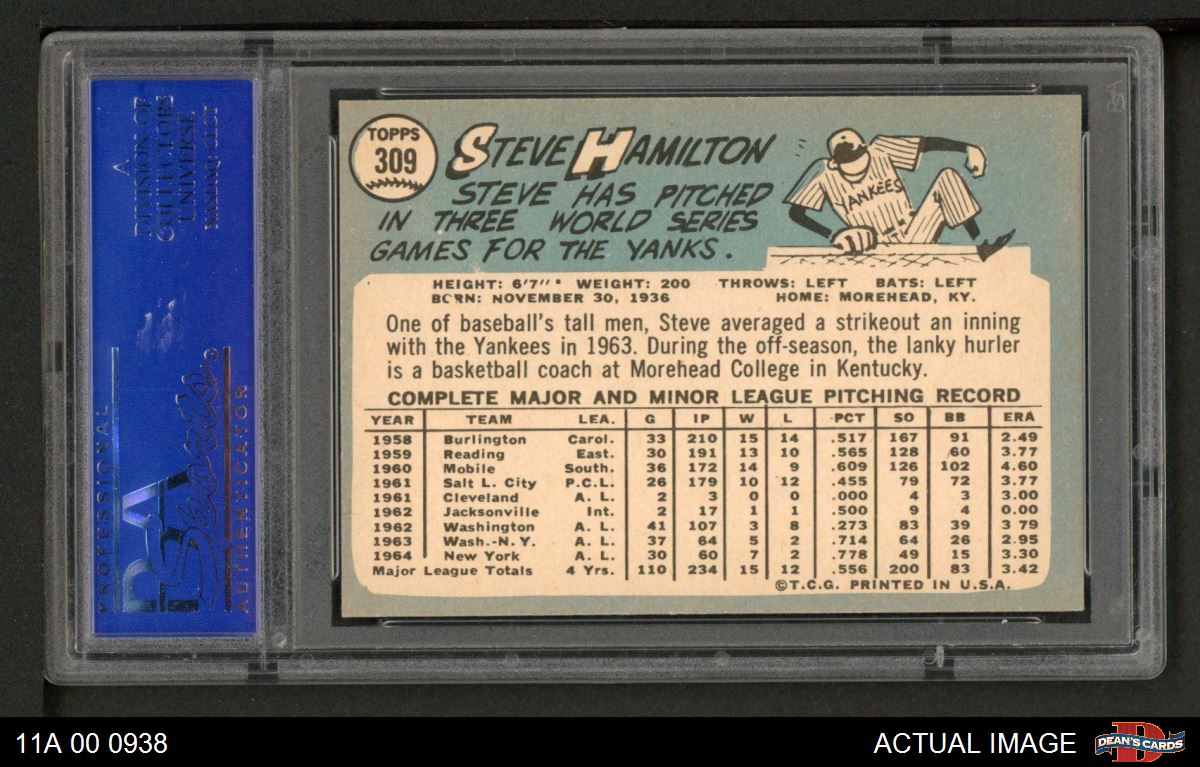 A
DIVISION OF
COLLECTORS
UNIVERSE
NASDAQ: CLCT
PROFESSIONAL
PSA
Sports®
AUTHENTICATOR
TOPPS
309
STEVE HAMILTON
STEVE HAS PITCHED
IN THREE WORLD SERIES
GAMES FOR THE YANKS.
YANKEES
HEIGHT: 6'7" WEIGHT: 200 THROWS: LEFT BATS: LEFT
BORN: NOVEMBER 30, 1936 HOME: MOREHEAD, KY.
One of baseball's tall men, Steve averaged a strikeout an inning
with the Yankees in 1963. During the off-season, the lanky hurler
is a basketball coach at Morehead College in Kentucky.
COMPLETE MAJOR AND MINOR LEAGUE PITCHING RECORD
YEAR TEAM LEA. G IP W L PCT SO BB ERA
1958 Burlington Carol. 33 210 15 14 .517 167 91 2.49
1959 Reading East. 30 191 13 10 .565 128 60 3.77
1960 Mobile South. 36 172 14 9 .609 126 102 4.60
1961 Salt L. City P.C.L. 26 179 10 12 .455 79 72 3.77
1961 Cleveland A. L. 2 3 0 0 .000 4 3 3.00
1962 Jacksonville Int. 2 17 1 1 .500 9 4 0.00
1962 Washington A. L. 41 107 3 8 .273 83 39 3.79
1963 Wash.-N. Y. A. L. 37 64 5 2 .714 64 26 2.95
1964 New York A. L. 30 60 7 2 .778 49 15 3.30
Major League Totals 4 Yrs. 110 234 15 12 .556 200 83 3.42
©T.C.G. PRINTED IN U.S.A.
11A 00 0938
ACTUAL IMAGE
DEAN'S CARDS